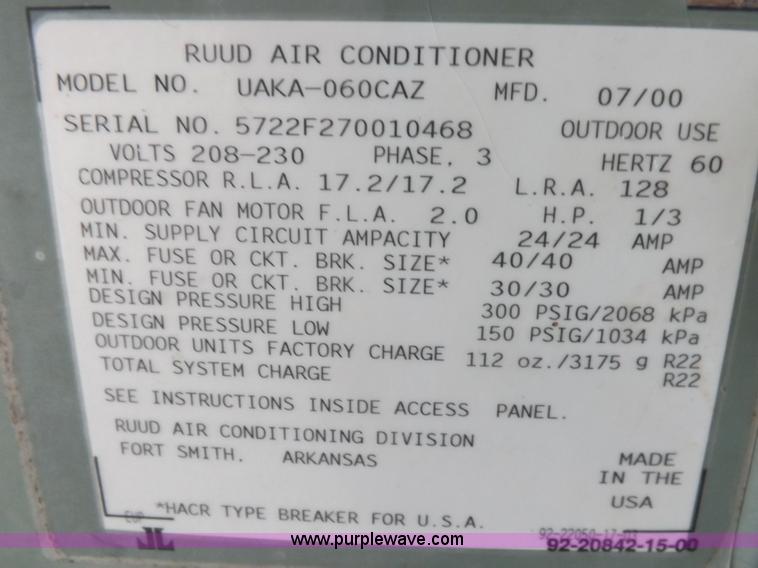 RUUD AIR CONDITIONER
MODEL NO. UAKA-060CAZ MFD. 07/00
SERIAL NO. 5722F270010468 OUTDOOR USE
VOLTS 208-230 PHASE. 3 HERTZ 60
COMPRESSOR R.L.A. 17.2/17.2 L.R.A. 128
OUTDOOR FAN MOTOR F.L.A. 2.0 H.P. 1/3
MIN. SUPPLY CIRCUIT AMPACITY 24/24 AMP
MAX. FUSE OR CKT. BRK. SIZE* 40/40 AMP
MIN. FUSE OR CKT. BRK. SIZE* 30/30 AMP
DESIGN PRESSURE HIGH 300 PSIG/2068 kPa
DESIGN PRESSURE LOW 150 PSIG/1034 kPa
OUTDOOR UNITS FACTORY CHARGE 112 oz./3175 g R22
TOTAL SYSTEM CHARGE R22
SEE INSTRUCTIONS INSIDE ACCESS PANEL.
RUUD AIR CONDITIONING DIVISION
FORT SMITH. ARKANSAS
MADE
IN THE
USA
*HACR TYPE BREAKER FOR U.S.A.
92-20842-15-00
www.purplewave.com